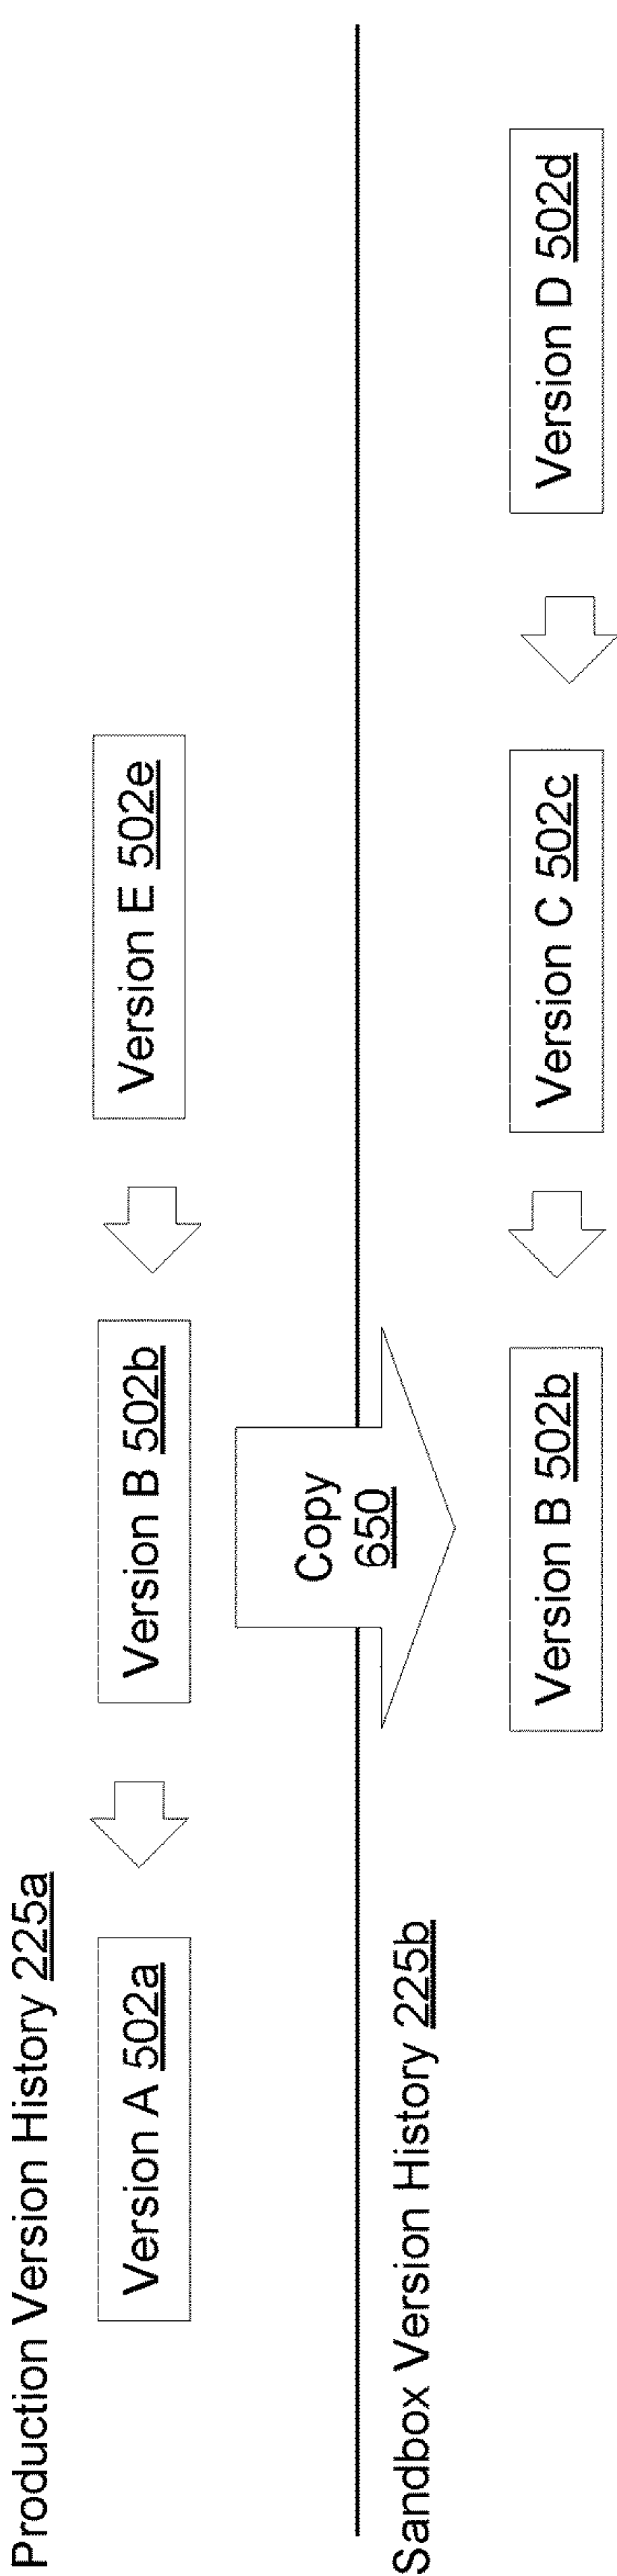 Production Version History 225a
Version A 502a
Version B 502b
Version E 502e
Copy
650
Sandbox Version History 225b
Version B 502b
Version C 502c
Version D 502d